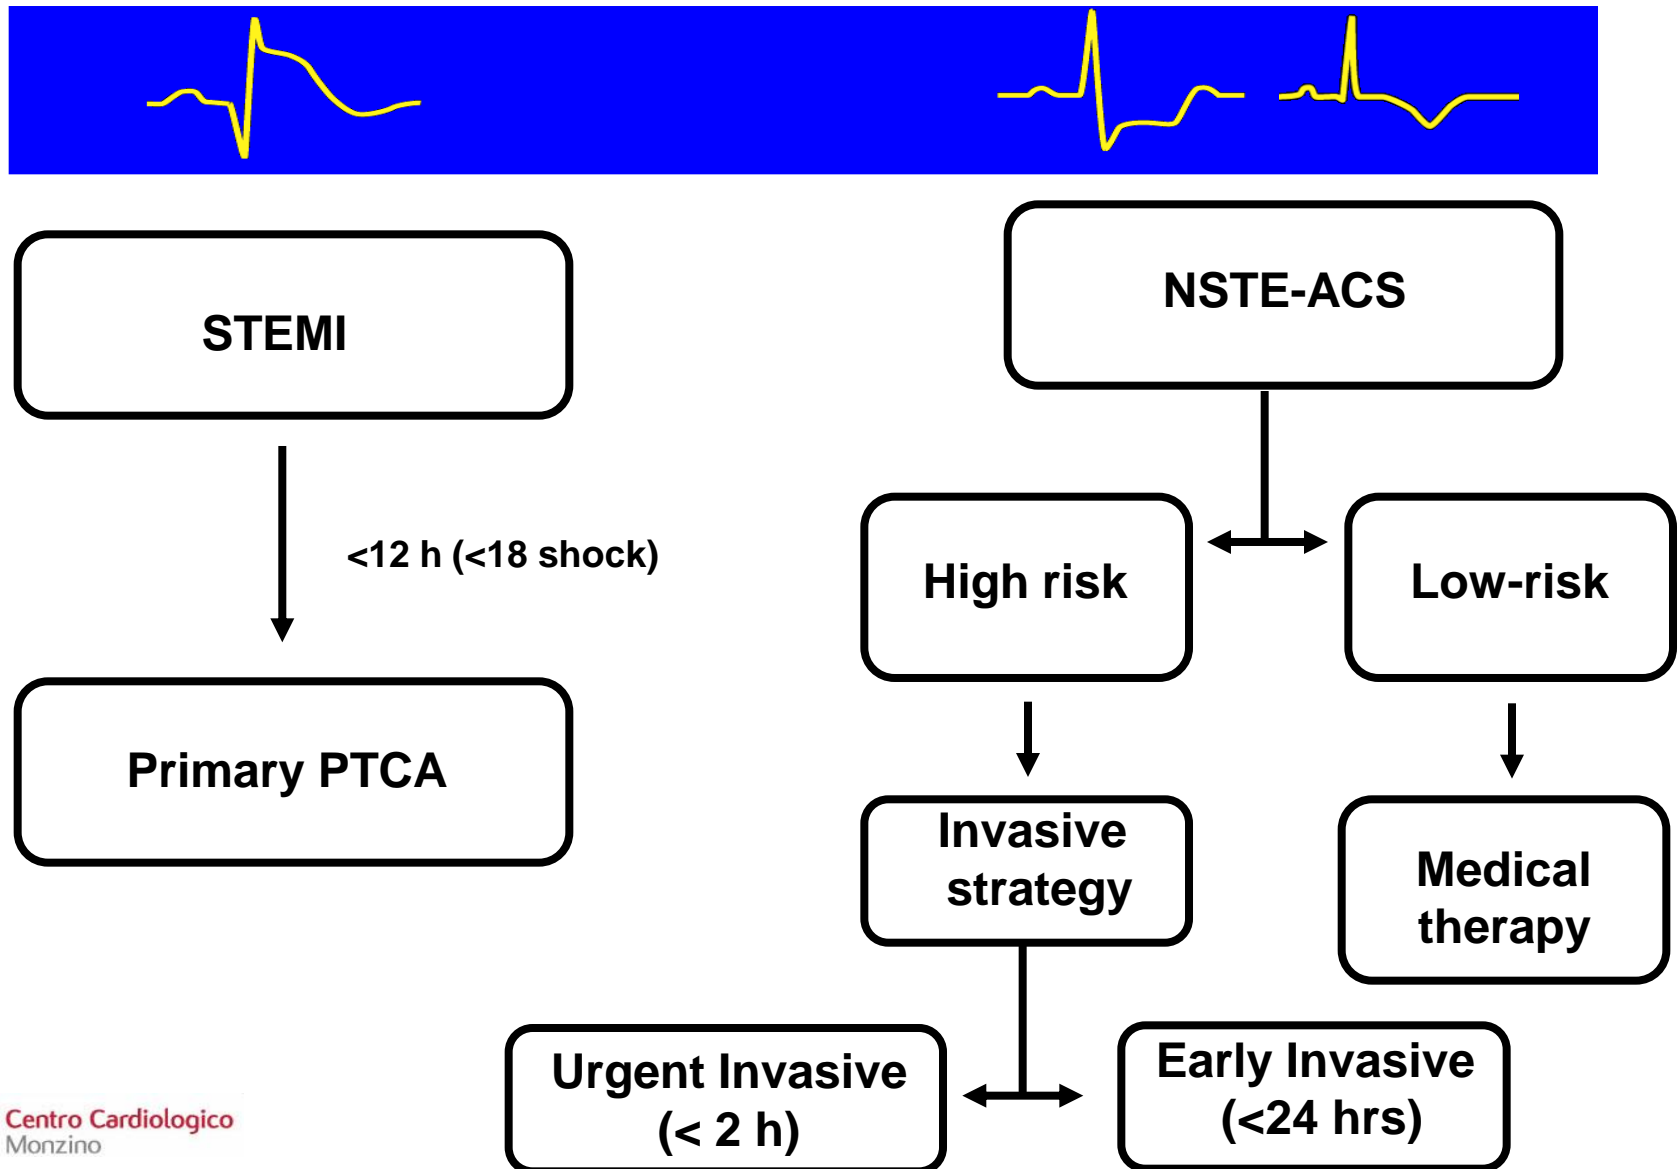 STEMI
<12 h (<18 shock)
Primary PTCA
NSTE-ACS
High risk
Low-risk
Invasive
strategy
Medical
therapy
Urgent Invasive
(< 2 h)
Early Invasive
(<24 hrs)
Centro Cardiologico
Monzino